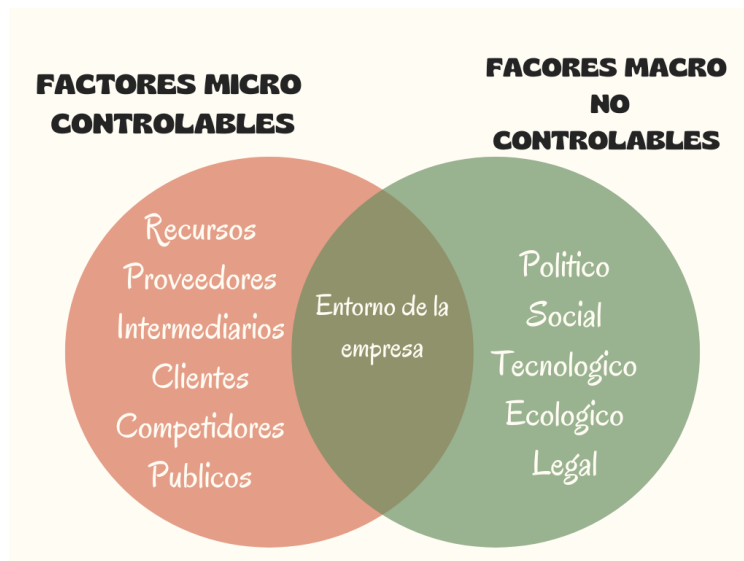 FACTORES MICRO
CONTROLABLES
FACORES MACRO
NO
CONTROLABLES
Recursos
Proveedores
Intermediarios
Clientes
Competidores
Publicos
Entorno de la
empresa
Politico
Social
Tecnologico
Ecologico
Legal